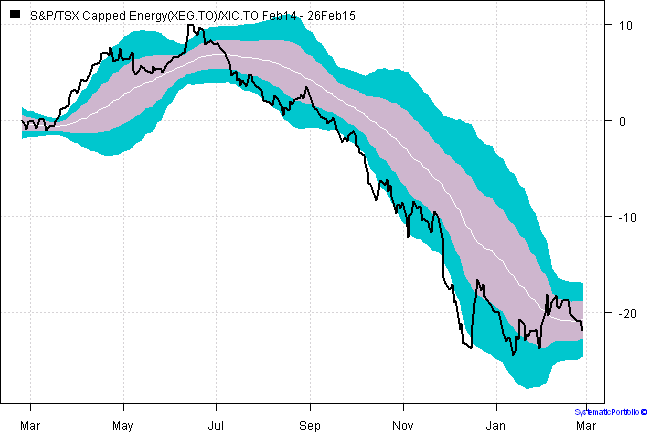 S&P/TSX Capped Energy(XEG.TO)/XIC.TO Feb14 - 26Feb15
10
0
-10
-20
SystematicPortfolio ©
Mar May Jul Sep Nov Jan Mar